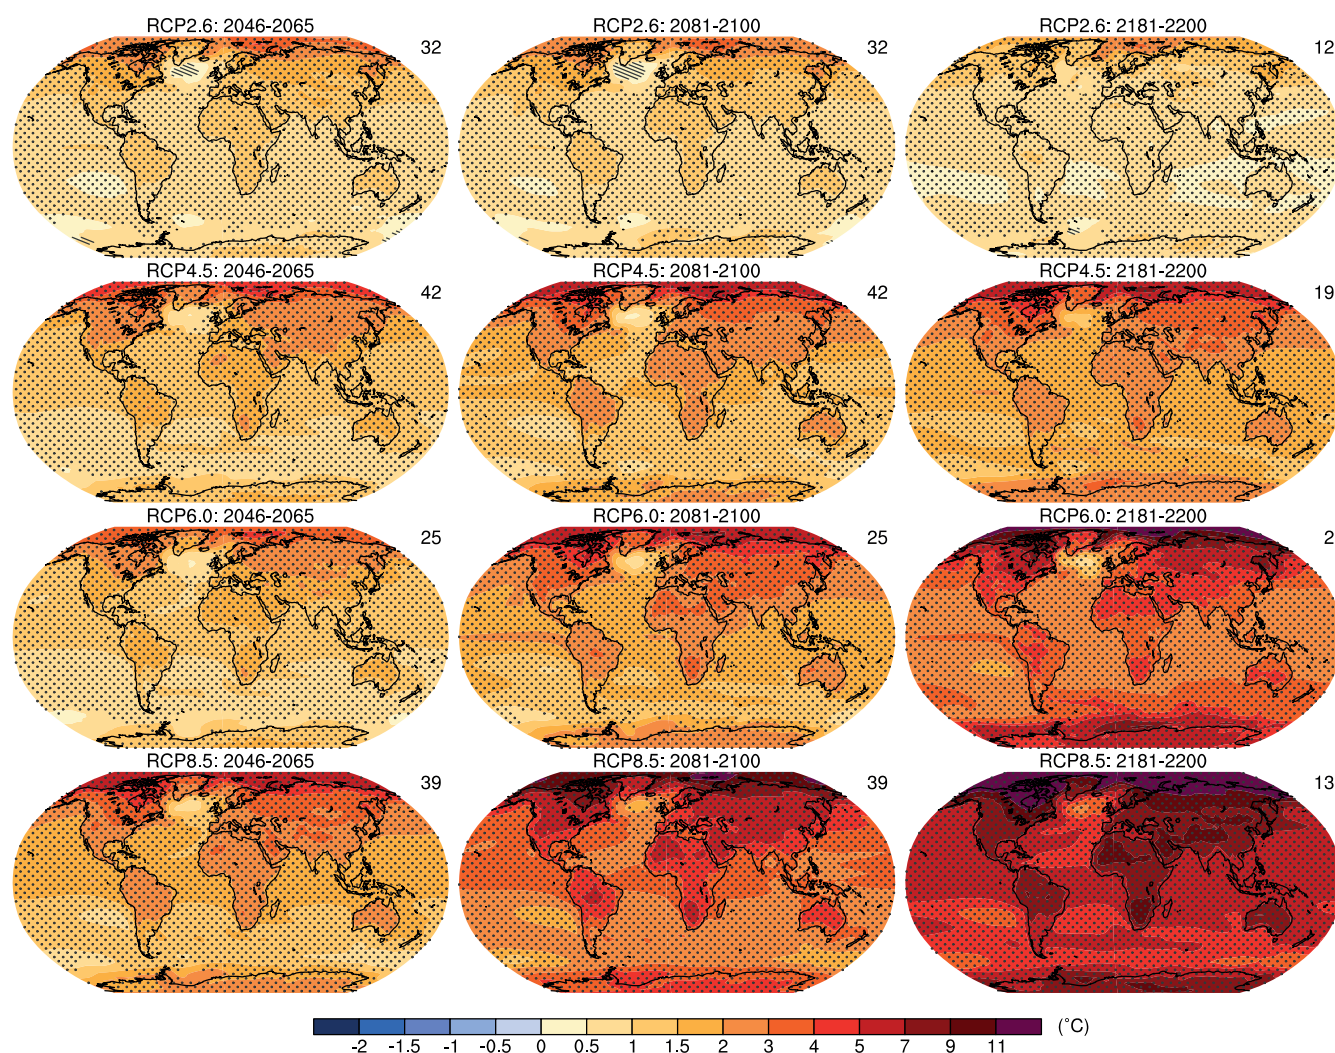 RCP2.6: 2046-2065 RCP2.6: 2081-2100 RCP2.6: 2181-2200
32 32 12
RCP4.5: 2046-2065 RCP4.5: 2081-2100 RCP4.5: 2181-2200
42 42 19
RCP6.0: 2046-2065 RCP6.0: 2081-2100 RCP6.0: 2181-2200
25 25 2
RCP8.5: 2046-2065 RCP8.5: 2081-2100 RCP8.5: 2181-2200
39 39 13
(°C)
-2 -1.5 -1 -0.5 0 0.5 1 1.5 2 3 4 5 7 9 11